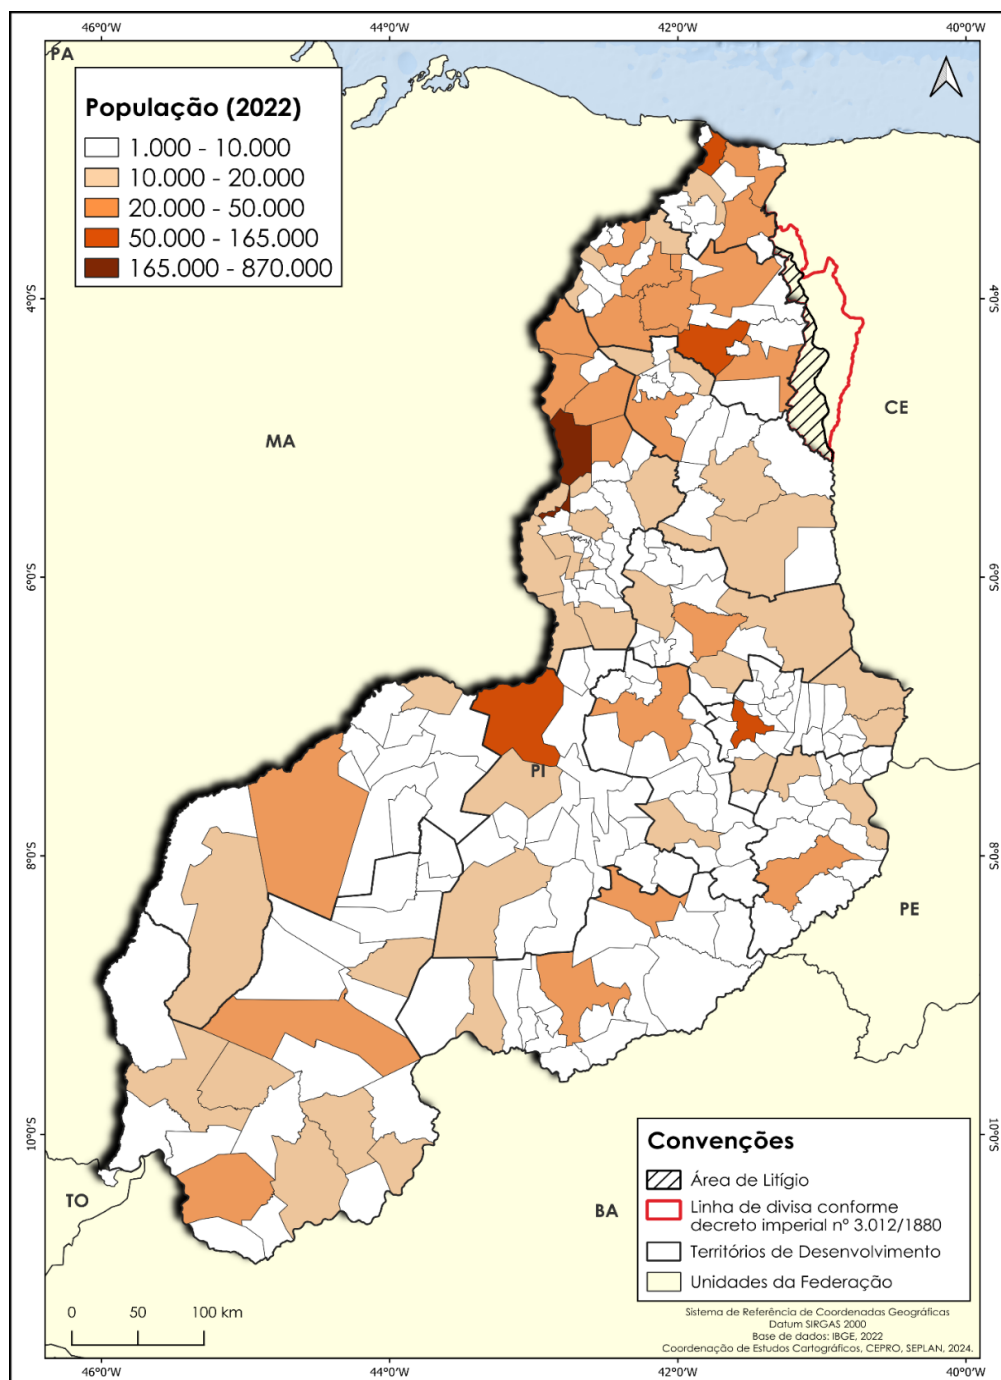 46°0'W 44°0'W 42°0'W 40°0'W
PA
População (2022)
1.000 - 10.000
10.000 - 20.000
20.000 - 50.000
50.000 - 165.000
165.000 - 870.000
4°0'S 4°0'S
CE
MA
6°0'S 6°0'S
PI
8°0'S 8°0'S
PE
10°0'S 10°0'S
TO
BA
Convenções
Área de Litígio
Linha de divisa conforme
decreto imperial nº 3.012/1880
Territórios de Desenvolvimento
Unidades da Federação
0 50 100 km
Sistema de Referência de Coordenadas Geográficas
Datum SIRGAS 2000
Base de dados: IBGE, 2022
Coordenação de Estudos Cartográficos, CEPRO, SEPLAN, 2024.
46°0'W 44°0'W 42°0'W 40°0'W